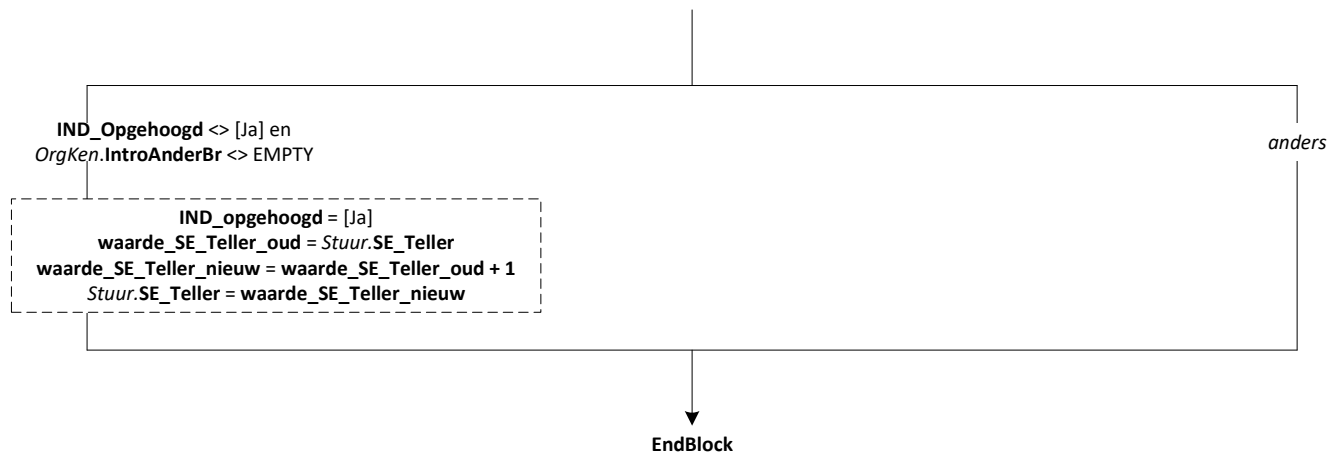 IND_Opgehoogd <> [Ja] en
OrgKen.IntroAnderBr <> EMPTY
anders
IND_opgehoogd = [Ja]
waarde_SE_Teller_oud = Stuur.SE_Teller
waarde_SE_Teller_nieuw = waarde_SE_Teller_oud + 1
Stuur.SE_Teller = waarde_SE_Teller_nieuw
EndBlock